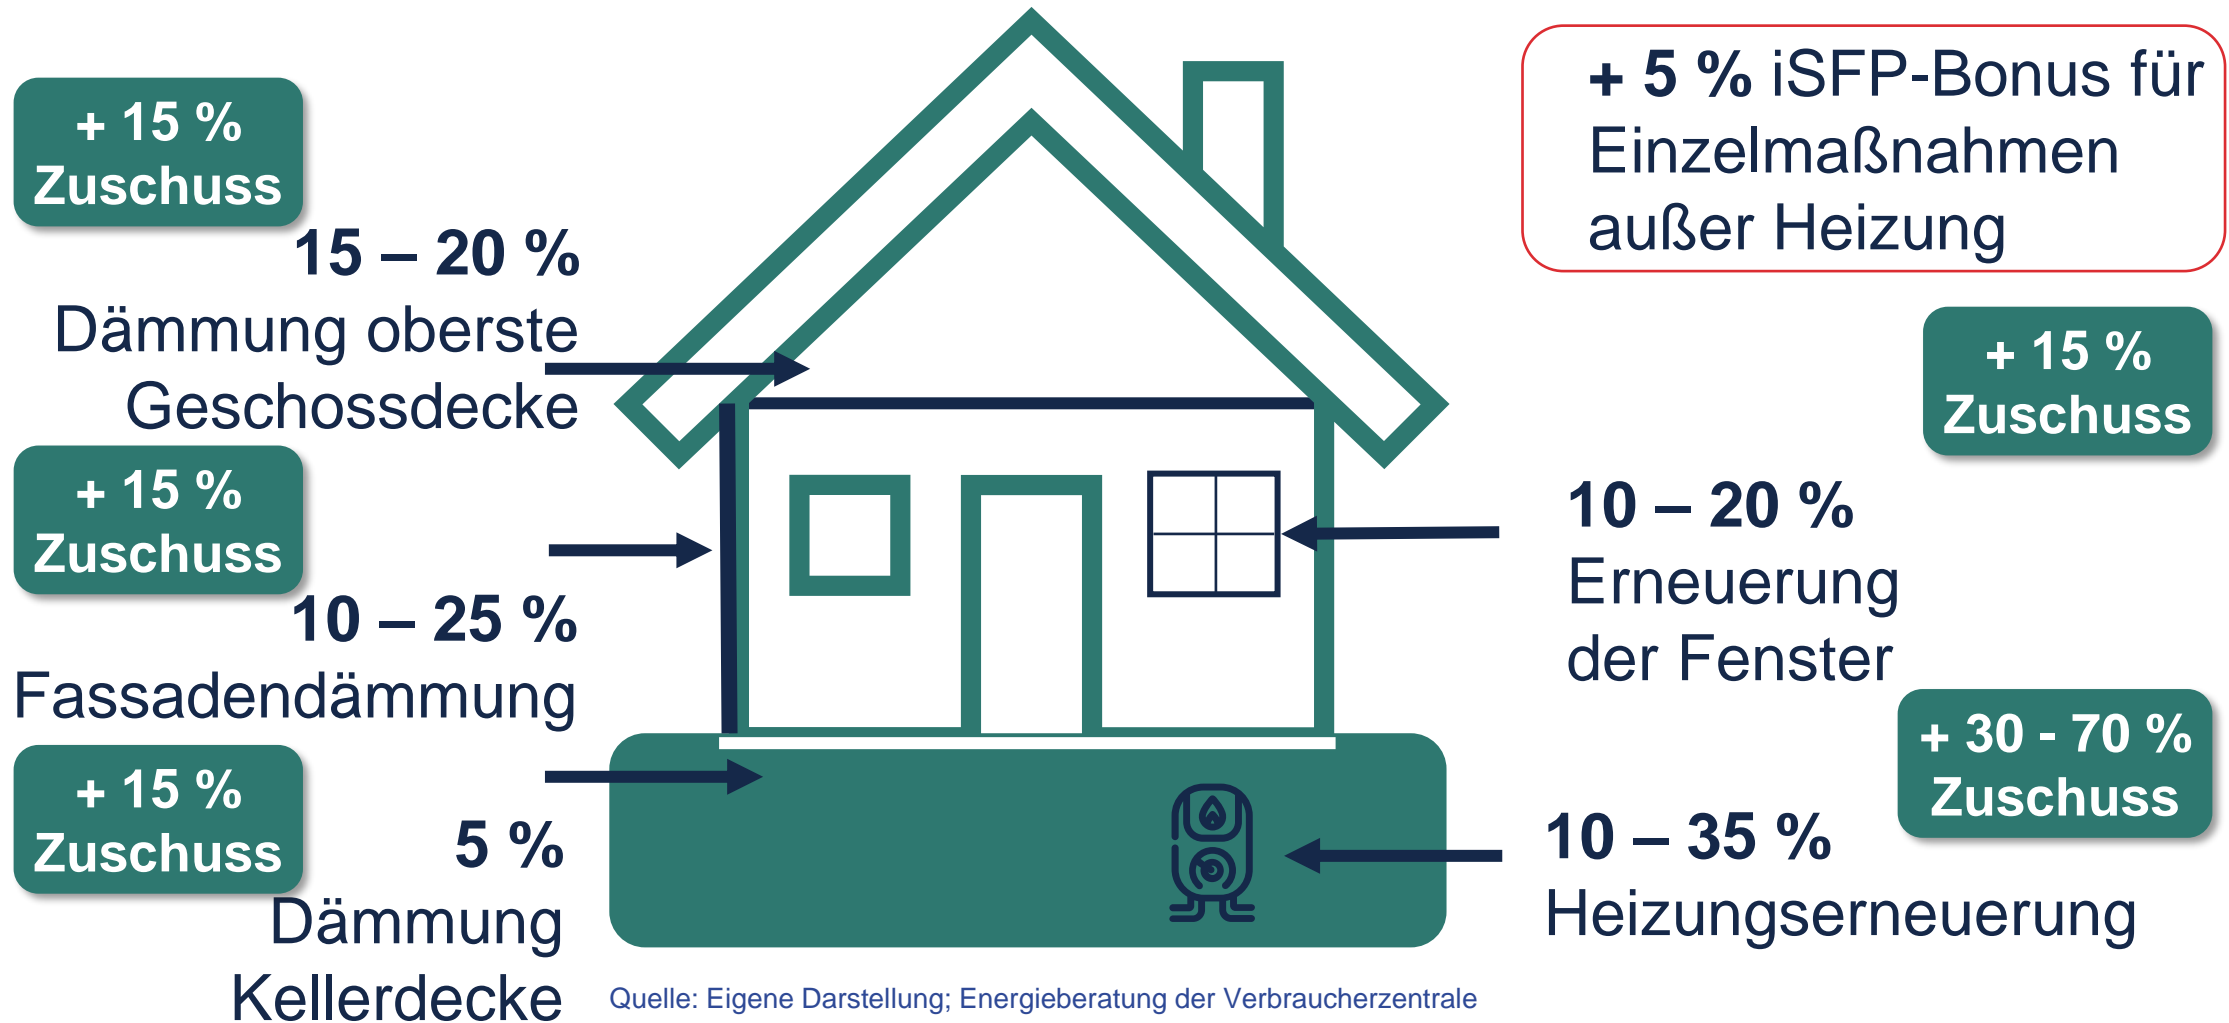 + 15 %
Zuschuss
15 – 20 %
Dämmung oberste
Geschossdecke
+ 15 %
Zuschuss
10 – 25 %
Fassadendämmung
+ 15 %
Zuschuss
5 %
Dämmung
Kellerdecke
+ 5 % iSFP-Bonus für
Einzelmaßnahmen
außer Heizung
+ 15 %
Zuschuss
10 – 20 %
Erneuerung
der Fenster
+ 30 - 70 %
Zuschuss
10 – 35 %
Heizungserneuerung
Quelle: Eigene Darstellung; Energieberatung der Verbraucherzentrale